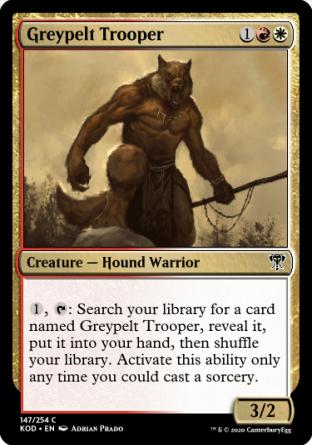 Greypelt Trooper 1
Creature — Hound Warrior
1, : Search your library for a card
named Greypelt Trooper, reveal it,
put it into your hand, then shuffle
your library. Activate this ability only
any time you could cast a sorcery.
3/2
147/254 C
KOD • EN Adrian Prado
™ & © 2020 CanterburyEgg